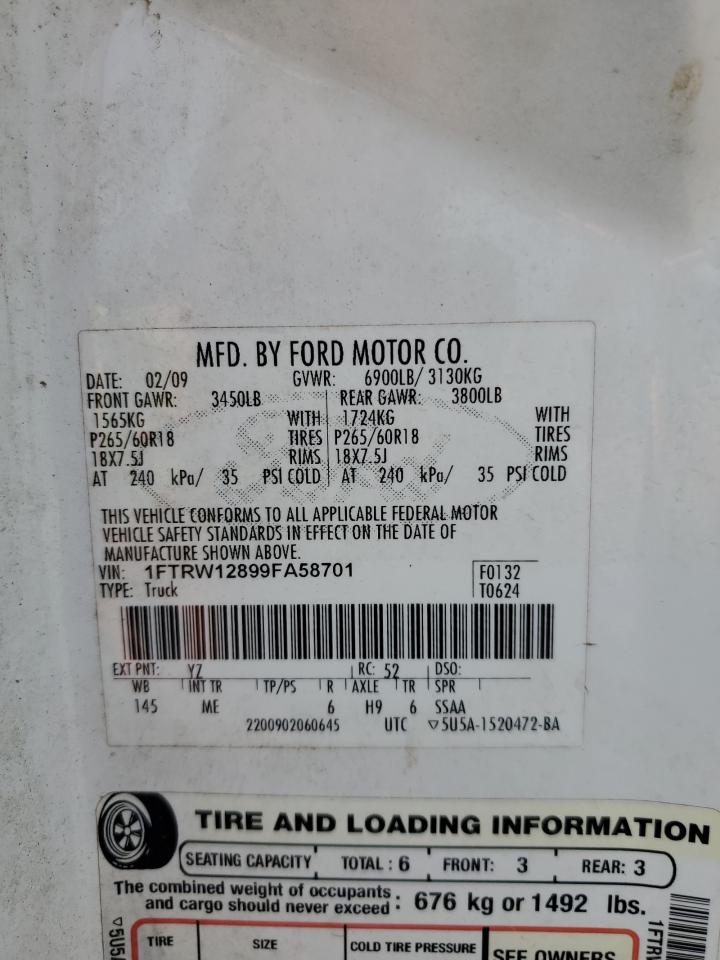 MFD. BY FORD MOTOR CO.
DATE: 02/09 GVWR: 6900LB/ 3130KG
FRONT GAWR: 3450LB REAR GAWR: 3800LB
1565KG WITH 1724KG WITH
P265/60R18 TIRES P265/60R18 TIRES
18X7.5J RIMS 18X7.5J RIMS
AT 240 kPa/ 35 PSI COLD AT 240 kPa/ 35 PSI COLD
THIS VEHICLE CONFORMS TO ALL APPLICABLE FEDERAL MOTOR
VEHICLE SAFETY STANDARDS IN EFFECT ON THE DATE OF
MANUFACTURE SHOWN ABOVE.
VIN: 1FTRW12899FA58701 F0132
TYPE: Truck T0624
EXT PNT: YZ RC: 52 DSO:
WB INT TR TP/PS R AXLE TR SPR
145 ME 6 H9 6 SSAA
2200902060645 UTC ▽5U5A-1520472-BA
TIRE AND LOADING INFORMATION
SEATING CAPACITY TOTAL : 6 FRONT: 3 REAR: 3
The combined weight of occupants
and cargo should never exceed : 676 kg or 1492 lbs.
TIRE SIZE COLD TIRE PRESSURE SEE OWNERS
▽5U5
1FTR